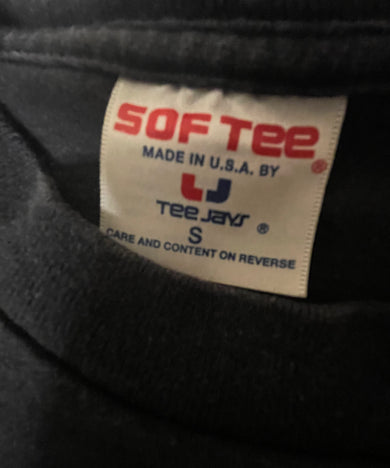 SOF TEE®
MADE IN U.S.A. BY
TEE JAYS®
S
CARE AND CONTENT ON REVERSE